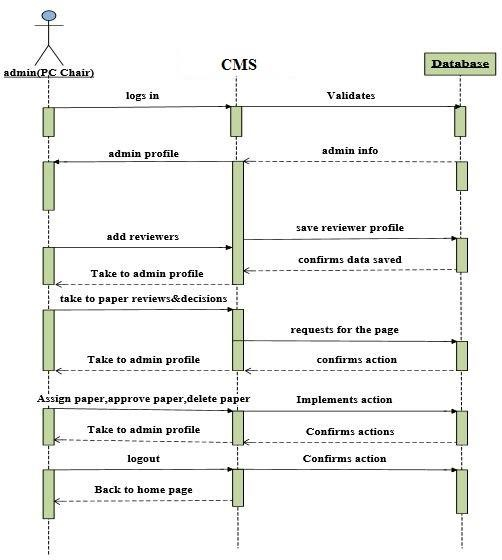 admin(PC Chair)
CMS
Database
logs in
Validates
admin profile
admin info
add reviewers
save reviewer profile
Take to admin profile
confirms data saved
take to paper reviews&decisions
requests for the page
Take to admin profile
confirms action
Assign paper,approve paper,delete paper
Implements action
Take to admin profile
Confirms actions
logout
Confirms action
Back to home page